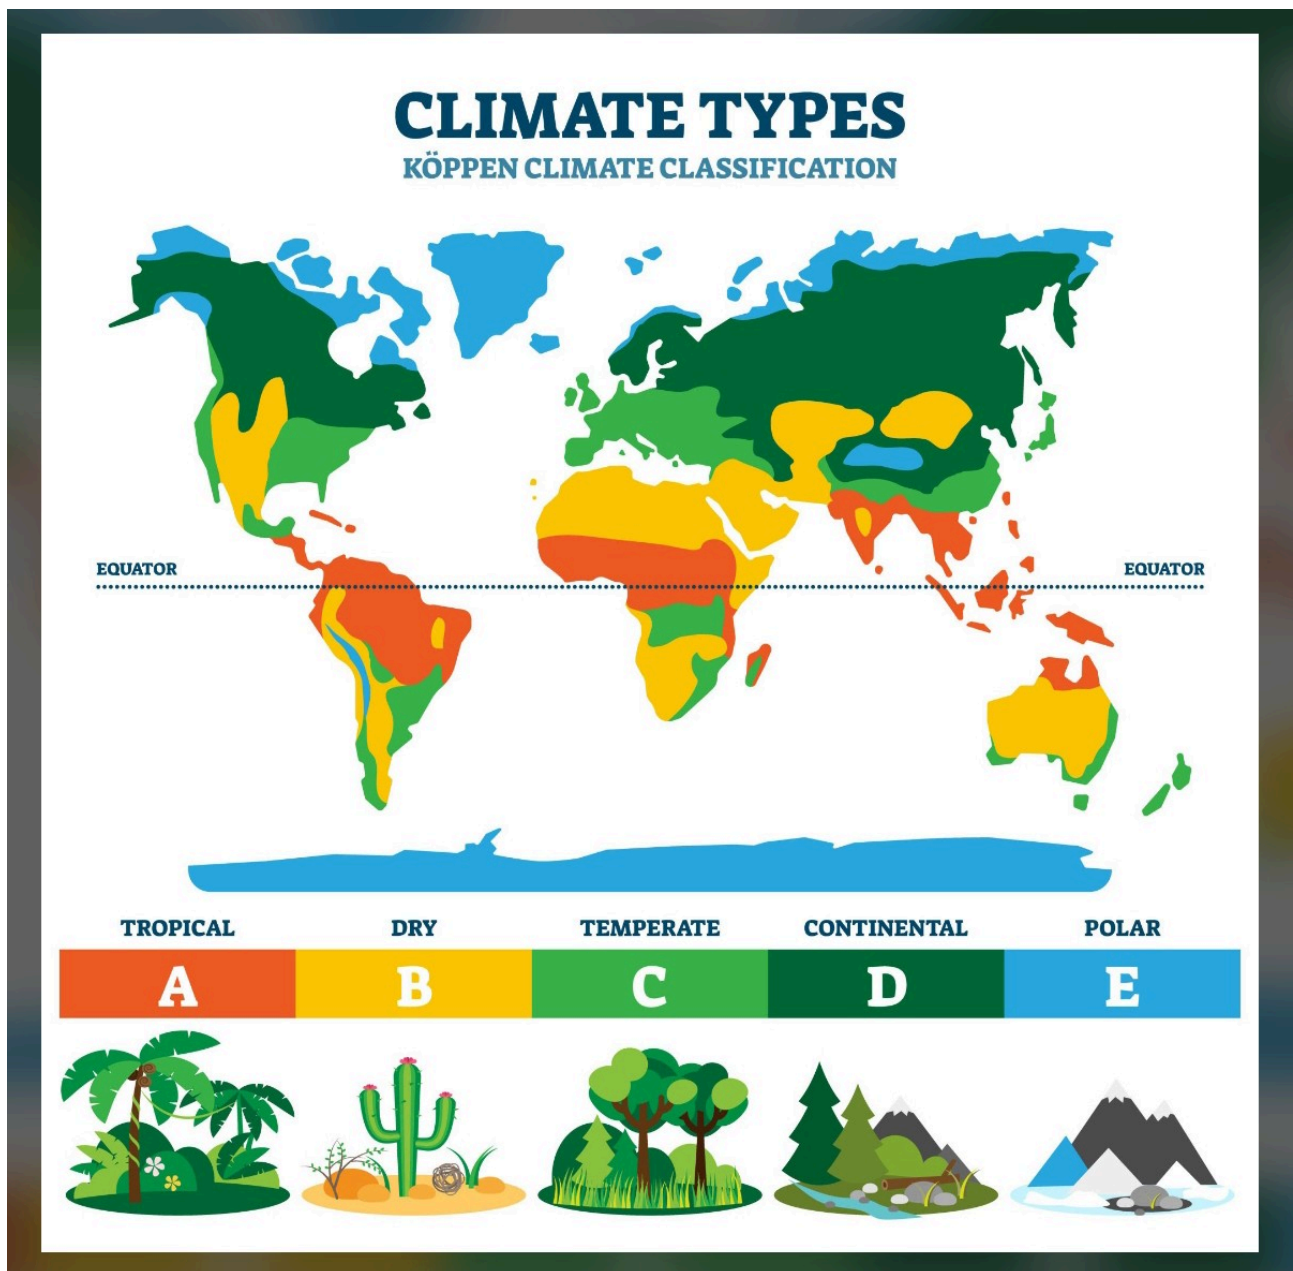 CLIMATE TYPES
KÖPPEN CLIMATE CLASSIFICATION
EQUATOR
EQUATOR
TROPICAL
DRY
TEMPERATE
CONTINENTAL
POLAR
A
B
C
D
E